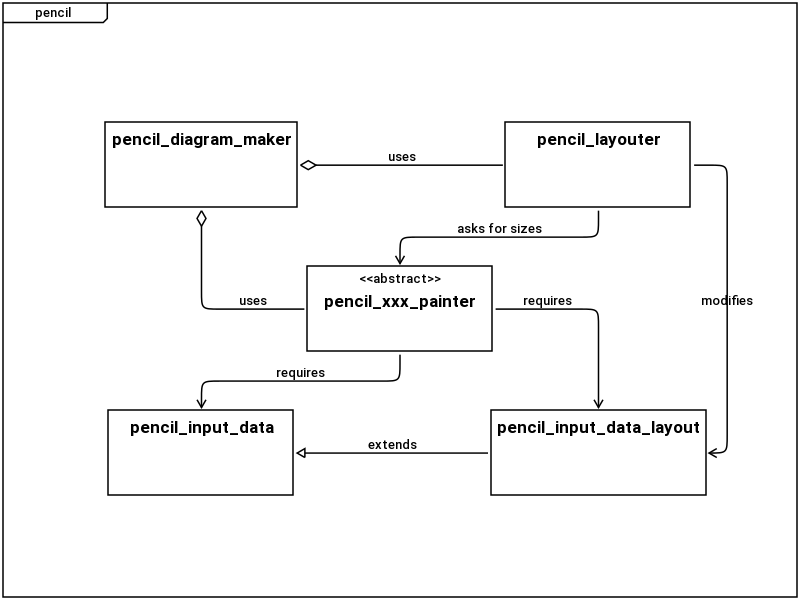 pencil
pencil_diagram_maker
uses
pencil_layouter
asks for sizes
<<abstract>>
pencil_xxx_painter
uses
requires
modifies
requires
pencil_input_data
extends
pencil_input_data_layout